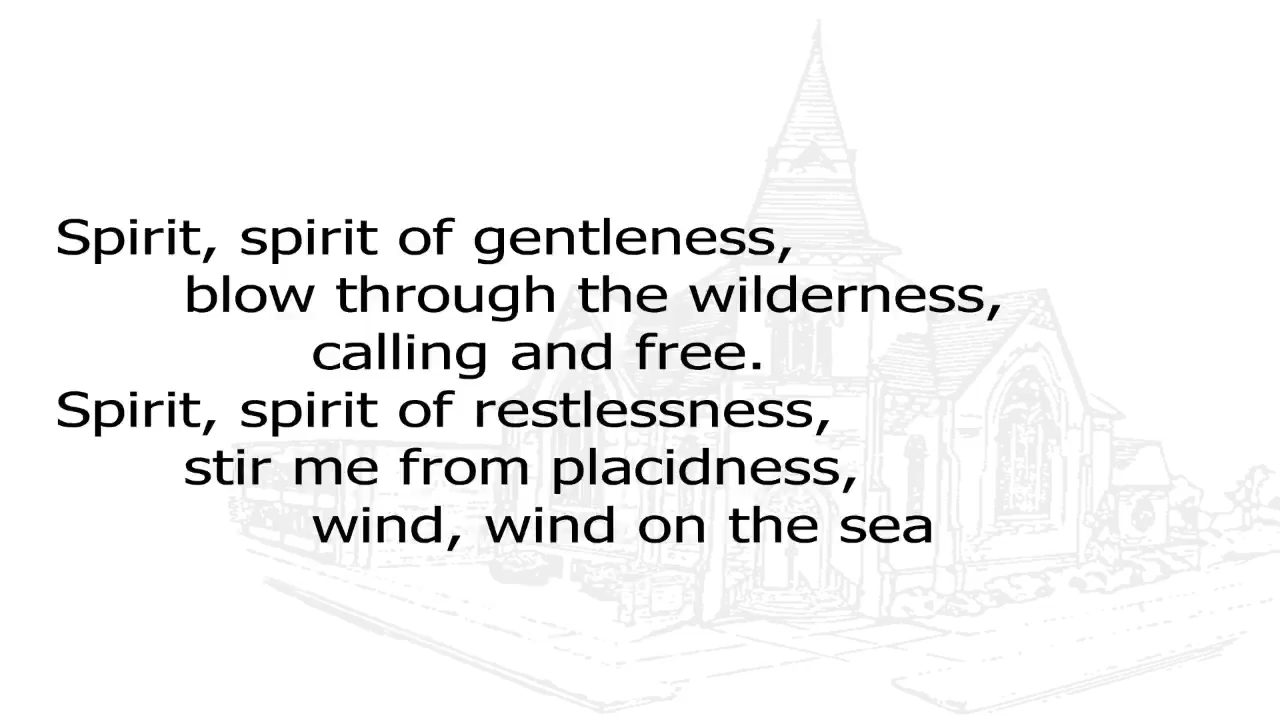 Spirit, spirit of gentleness,
blow through the wilderness,
calling and free.
Spirit, spirit of restlessness,
stir me from placidness,
wind, wind on the sea